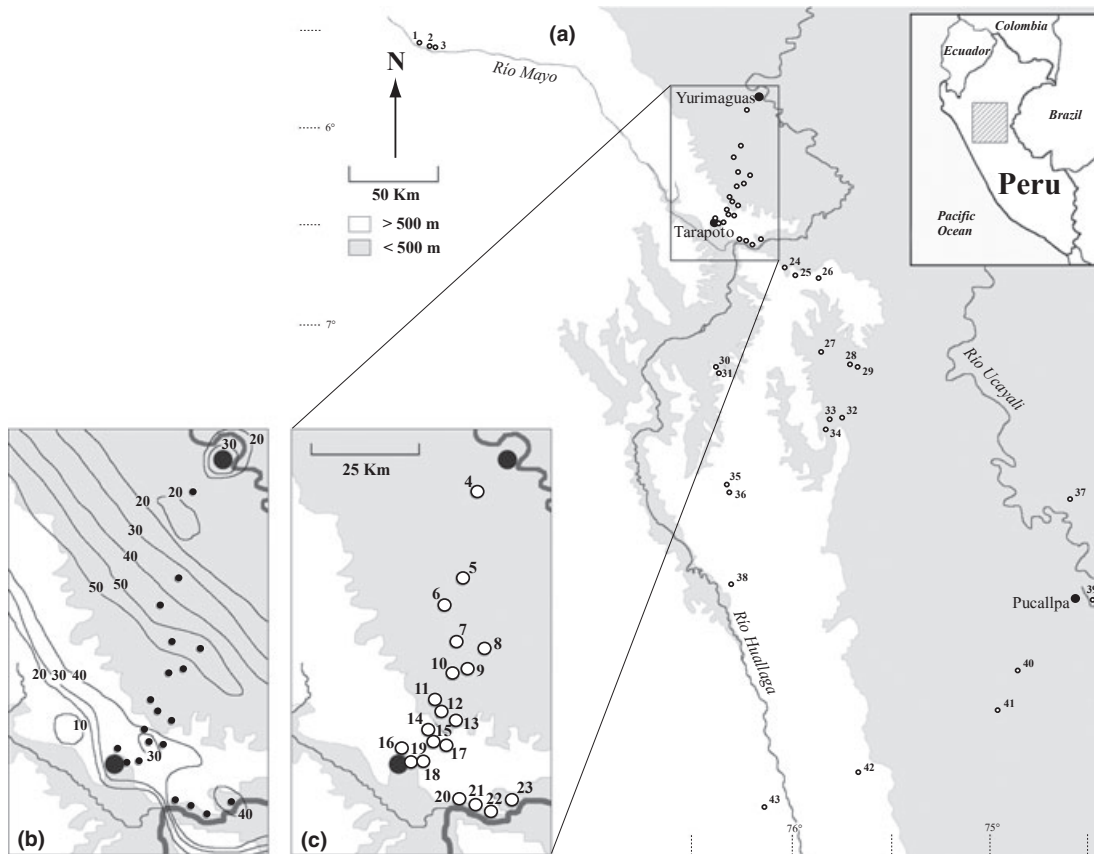 (a)
1 2 3
Río Mayo
N
50 Km
> 500 m
< 500 m
6°
7°
Yurimaguas
Tarapoto
24
25
26
27
28
29
30
31
32
33
34
35
36
37
38
39
40
41
42
43
Río Ucayali
Pucallpa
Río Huallaga
76°
75°
Colombia
Ecuador
Brazil
Peru
Pacific
Ocean
(b)
20
30
20
20
30
40
50
50
20
20 30 40
10
30
40
(c)
25 Km
4
5
6
7
8
9
10
11
12
13
14
15
16
17
18
19
20
21
22
23